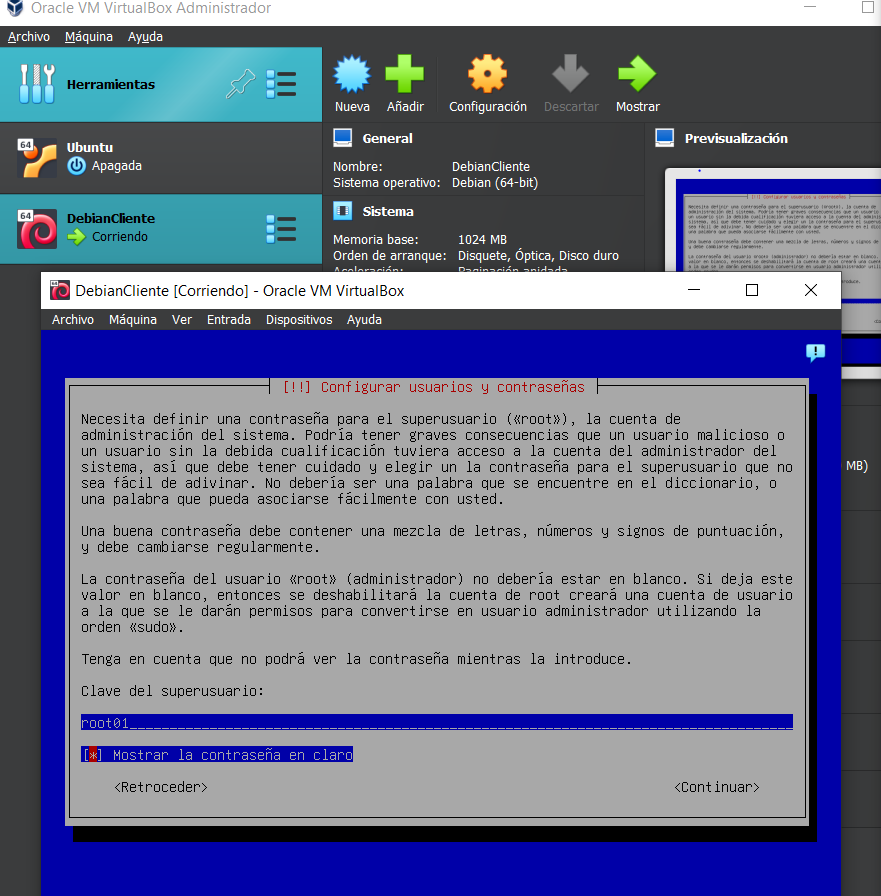 Oracle VM VirtualBox Administrador
Archivo Máquina Ayuda
Herramientas
Nueva Añadir Configuración Descartar Mostrar
64
Ubuntu
Apagada
64
DebianCliente
Corriendo
General
Nombre: DebianCliente
Sistema operativo: Debian (64-bit)
Sistema
Memoria base: 1024 MB
Orden de arranque: Disquete, Óptica, Disco duro
Aceleración: Paginación anidada
Previsualización
[!!] Configurar usuarios y contraseñas
MB)
DebianCliente [Corriendo] - Oracle VM VirtualBox
Archivo Máquina Ver Entrada Dispositivos Ayuda
[!!] Configurar usuarios y contraseñas
Necesita definir una contraseña para el superusuario («root»), la cuenta de
administración del sistema. Podría tener graves consecuencias que un usuario malicioso o
un usuario sin la debida cualificación tuviera acceso a la cuenta del administrador del
sistema, así que debe tener cuidado y elegir un la contraseña para el superusuario que no
sea fácil de adivinar. No debería ser una palabra que se encuentre en el diccionario, o
una palabra que pueda asociarse fácilmente con usted.
Una buena contraseña debe contener una mezcla de letras, números y signos de puntuación,
y debe cambiarse regularmente.
La contraseña del usuario «root» (administrador) no debería estar en blanco. Si deja este
valor en blanco, entonces se deshabilitará la cuenta de root creará una cuenta de usuario
a la que se le darán permisos para convertirse en usuario administrador utilizando la
orden «sudo».
Tenga en cuenta que no podrá ver la contraseña mientras la introduce.
Clave del superusuario:
root01
[*] Mostrar la contraseña en claro
<Retroceder> <Continuar>